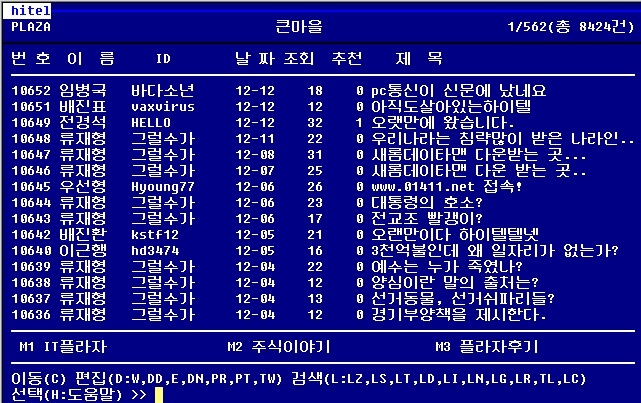 hitel
PLAZA 큰마을 1/562(총 8424건)
번 호 이 름 ID 날 짜 조회 추천 제 목
10652 임병국 바다소년 12-12 18 0 pc통신이 신문에 났네요
10651 배진표 vaxvirus 12-12 12 0 아직도살아있는하이텔
10649 전경석 HELLO 12-12 32 1 오랫만에 왔습니다.
10648 류재형 그럴수가 12-11 22 0 우리나라는 침략많이 받은 나라인..
10647 류재형 그럴수가 12-08 31 0 새롬데이타맨 다운받는 곳...
10646 류재형 그럴수가 12-07 25 0 새롬데이타맨 다운 받는 곳..
10645 우선형 Hyoung77 12-06 26 0 www.01411.net 접속!
10644 류재형 그럴수가 12-06 23 0 대통령의 호소?
10643 류재형 그럴수가 12-06 17 0 전교조 빨갱이?
10642 배진환 kstf12 12-05 21 0 오랜만이다 하이텔텔넷
10640 이근행 hd3474 12-05 16 0 3천억불인데 왜 일자리가 없는가?
10639 류재형 그럴수가 12-04 22 0 예수는 누가 죽였나?
10638 류재형 그럴수가 12-04 12 0 양심이란 말의 출처는?
10637 류재형 그럴수가 12-04 13 0 선거동물, 선거쉬파리들?
10636 류재형 그럴수가 12-04 12 0 경기부양책을 제시한다.
M1 IT플라자 M2 주식이야기 M3 플라자후기
이동(C) 편집(D:W,DD,E,DN,PR,PT,TW) 검색(L:LZ,LS,LT,LD,LI,LN,LG,LR,TL,LC)
선택(H:도움말) >>